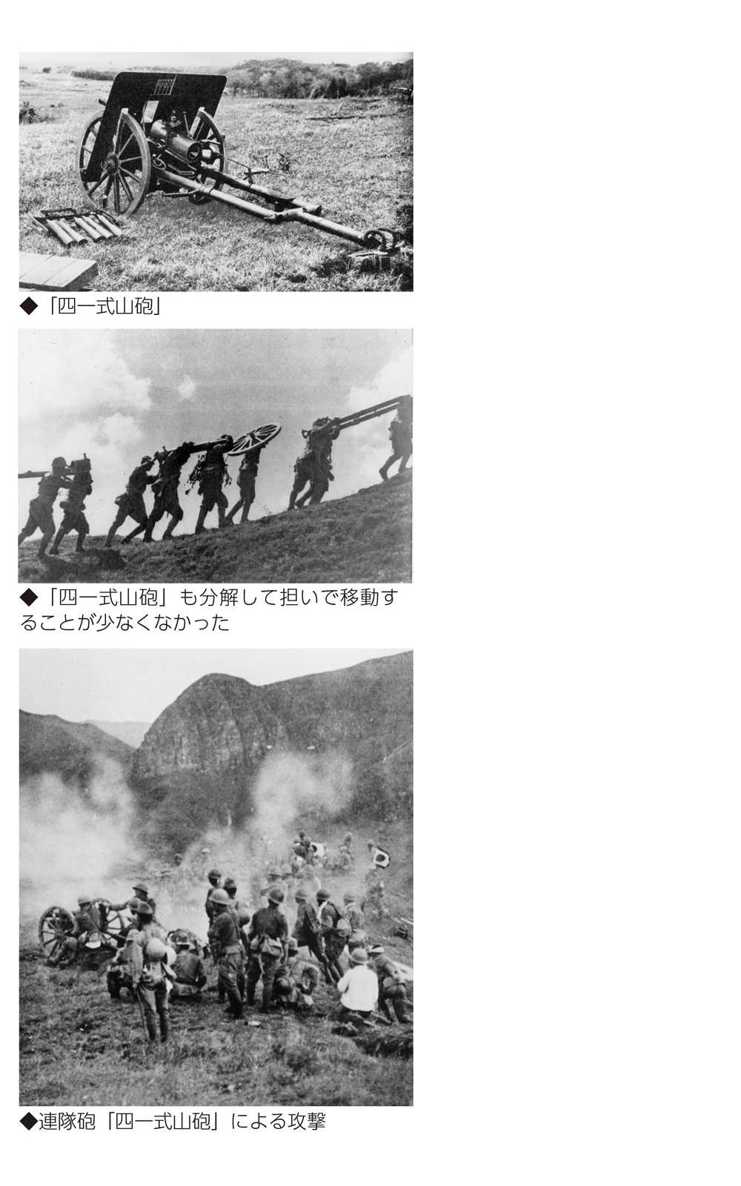 ◆「四一式山砲」
◆「四一式山砲」も分解して担いで移動す
ることが少なくなかった
◆連隊砲「四一式山砲」による攻撃